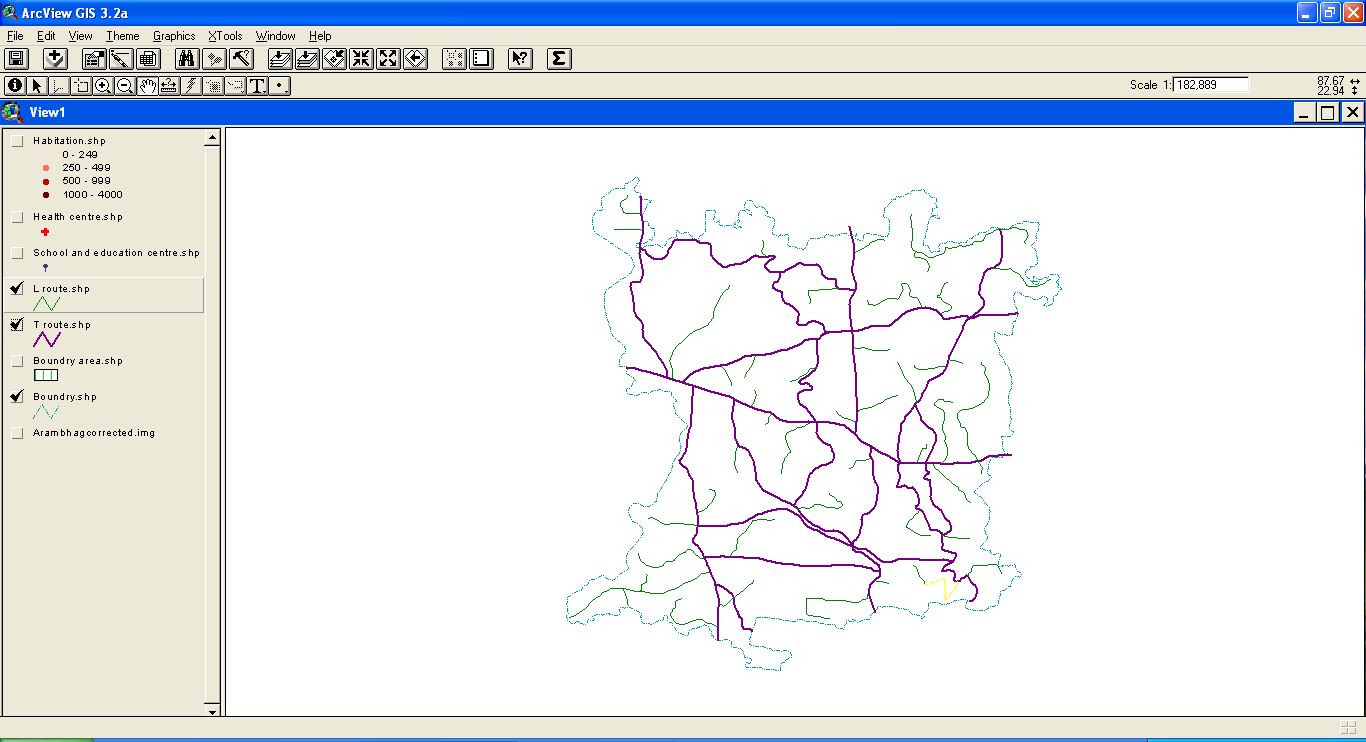 ArcView GIS 3.2a
File Edit View Theme Graphics XTools Window Help
Scale 1: 182,889
87.67
22.94
View1
Habitation.shp
0 - 249
250 - 499
500 - 999
1000 - 4000
Health centre.shp
School and education centre.shp
L route.shp
T route.shp
Boundry area.shp
Boundry.shp
Arambhagcorrected.img